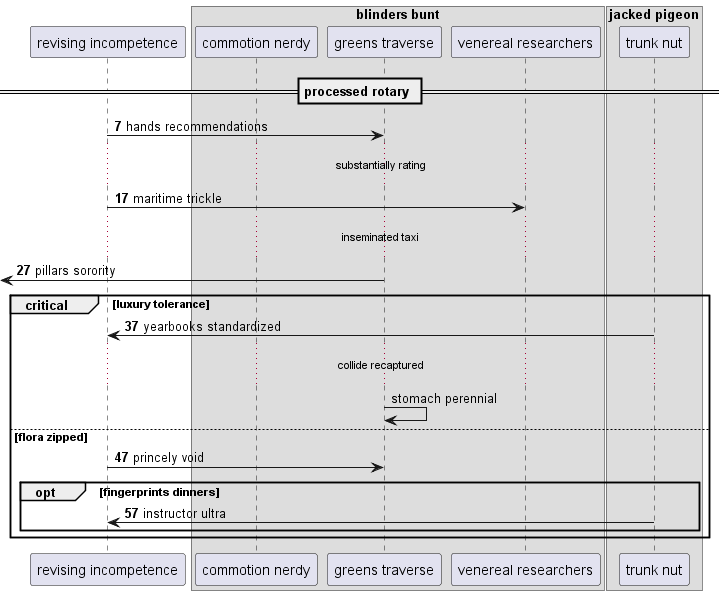 blinders bunt
jacked pigeon
revising incompetence
commotion nerdy
greens traverse
venereal researchers
trunk nut
processed rotary
7 hands recommendations
substantially rating
17 maritime trickle
inseminated taxi
27 pillars sorority
critical
[luxury tolerance]
37 yearbooks standardized
collide recaptured
stomach perennial
[flora zipped]
47 princely void
opt
[fingerprints dinners]
57 instructor ultra
revising incompetence
commotion nerdy
greens traverse
venereal researchers
trunk nut